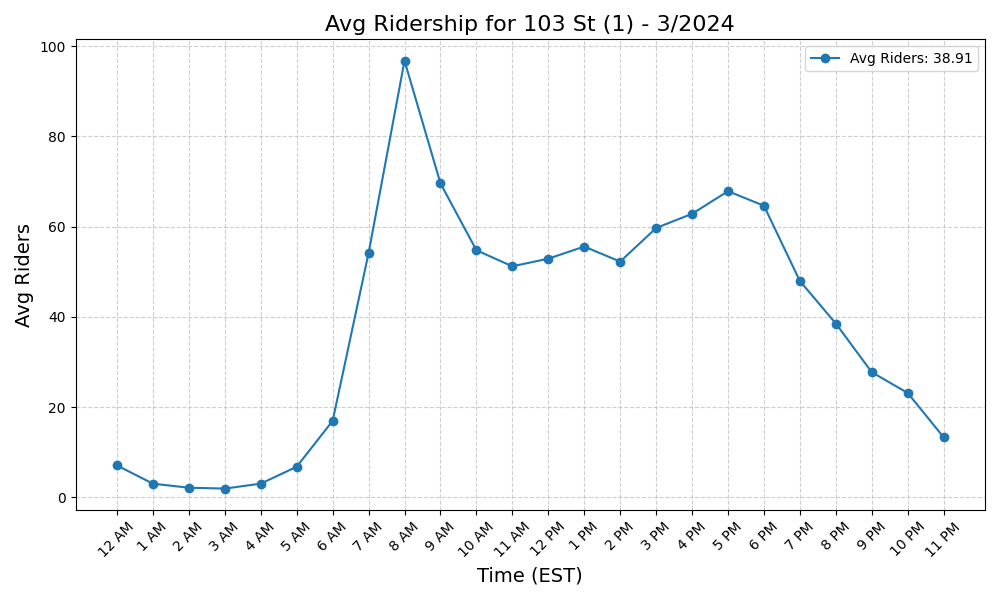 Avg Ridership for 103 St (1) - 3/2024
Avg Riders: 38.91
Avg Riders
100
80
60
40
20
0
12 AM
1 AM
2 AM
3 AM
4 AM
5 AM
6 AM
7 AM
8 AM
9 AM
10 AM
11 AM
12 PM
1 PM
2 PM
3 PM
4 PM
5 PM
6 PM
7 PM
8 PM
9 PM
10 PM
11 PM
Time (EST)